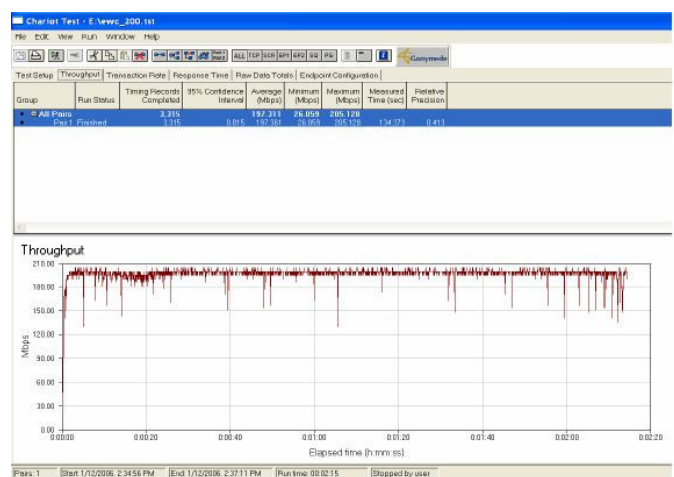 Chariot Test - E:\ewc_200.tst
File Edit View Run Window Help
ALL TCP SCR EP1 EP2 SQ PG
Ganymede
Test Setup Throughput Transaction Rate Response Time Raw Data Totals Endpoint Configuration
Group Run Status Timing Records Completed 95% Confidence Interval Average (Mbps) Minimum (Mbps) Maximum (Mbps) Measured Time (sec) Relative Precision
All Pairs 3,315 197.311 26.059 205.128
Pair 1 Finished 3,315 0.815 197.361 26.059 205.128 134.373 0.413
Throughput
210.00
180.00
150.00
120.00
90.00
60.00
30.00
0.00
Mbps
0:00:00 0:00:20 0:00:40 0:01:00 0:01:20 0:01:40 0:02:00 0:02:20
Elapsed time (h:mm:ss)
Pairs: 1 Start 1/12/2006, 2:34:56 PM End: 1/12/2006, 2:37:11 PM Run time: 00:02:15 Stopped by user